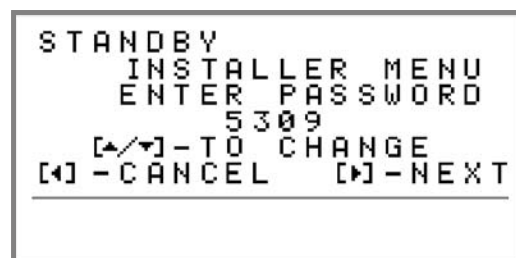 STANDBY
INSTALLER MENU
ENTER PASSWORD
5309
[▲/▼]-TO CHANGE
[◀] -CANCEL [▶]-NEXT